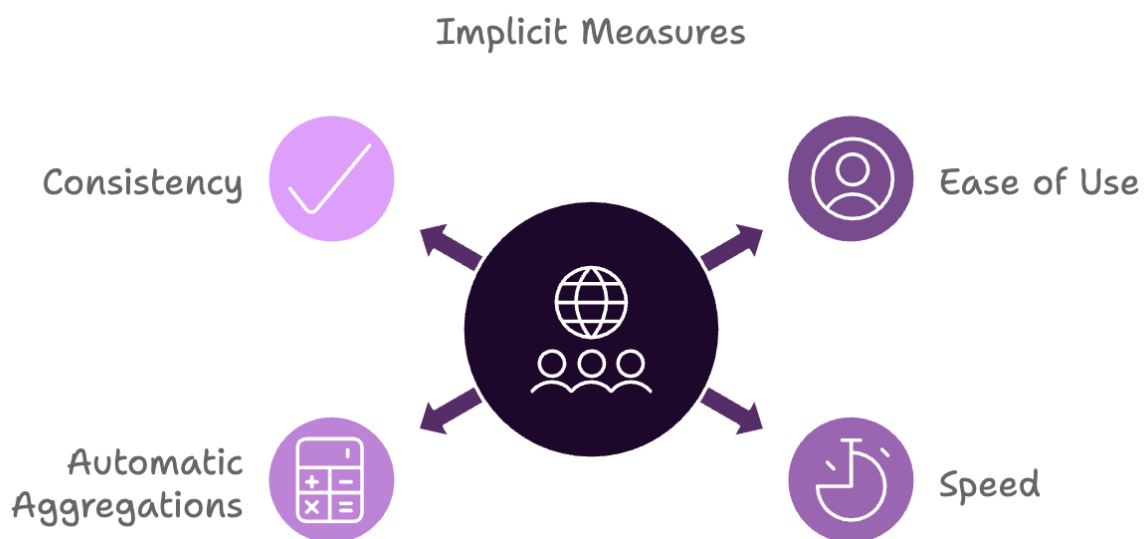 Implicit Measures
Consistency
Ease of Use
Automatic
Aggregations
Speed